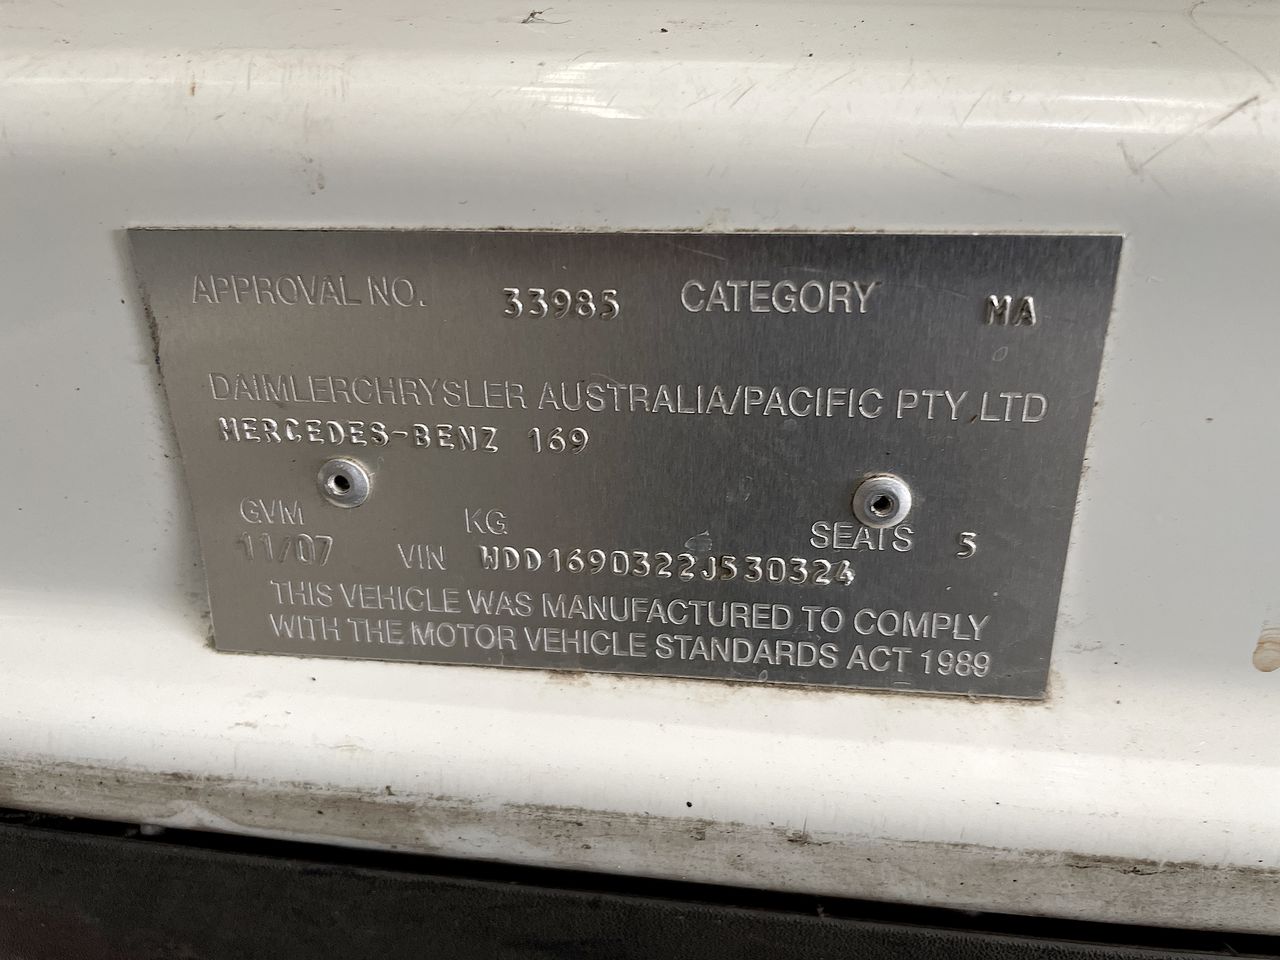 APPROVAL NO. 33985 CATEGORY MA
DAIMLERCHRYSLER AUSTRALIA/PACIFIC PTY LTD
MERCEDES-BENZ 169
GVM KG SEATS 5
11/07 VIN WDD1690322J530324
THIS VEHICLE WAS MANUFACTURED TO COMPLY
WITH THE MOTOR VEHICLE STANDARDS ACT 1989